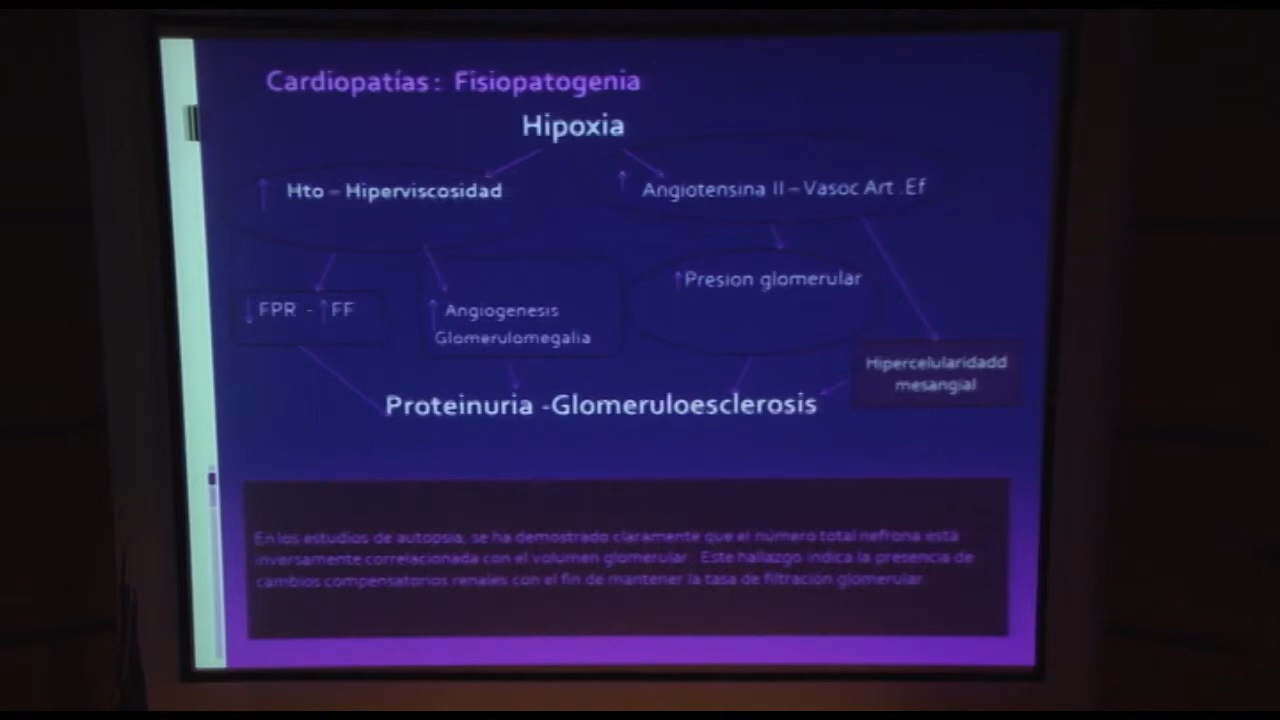 Cardiopatías : Fisiopatogenia
Hipoxia
↑ Hto – Hiperviscosidad
↑ Angiotensina II – Vasoc Art .Ef
↑Presion glomerular
↓ FPR - ↑ FF
↑ Angiogenesis
Glomerulomegalia
Hipercelularidadd
mesangial
Proteinuria -Glomeruloesclerosis
En los estudios de autopsia, se ha demostrado claramente que el número total nefrona está
inversamente correlacionada con el volumen glomerular. Este hallazgo indica la presencia de
cambios compensatorios renales con el fin de mantener la tasa de filtración glomerular.